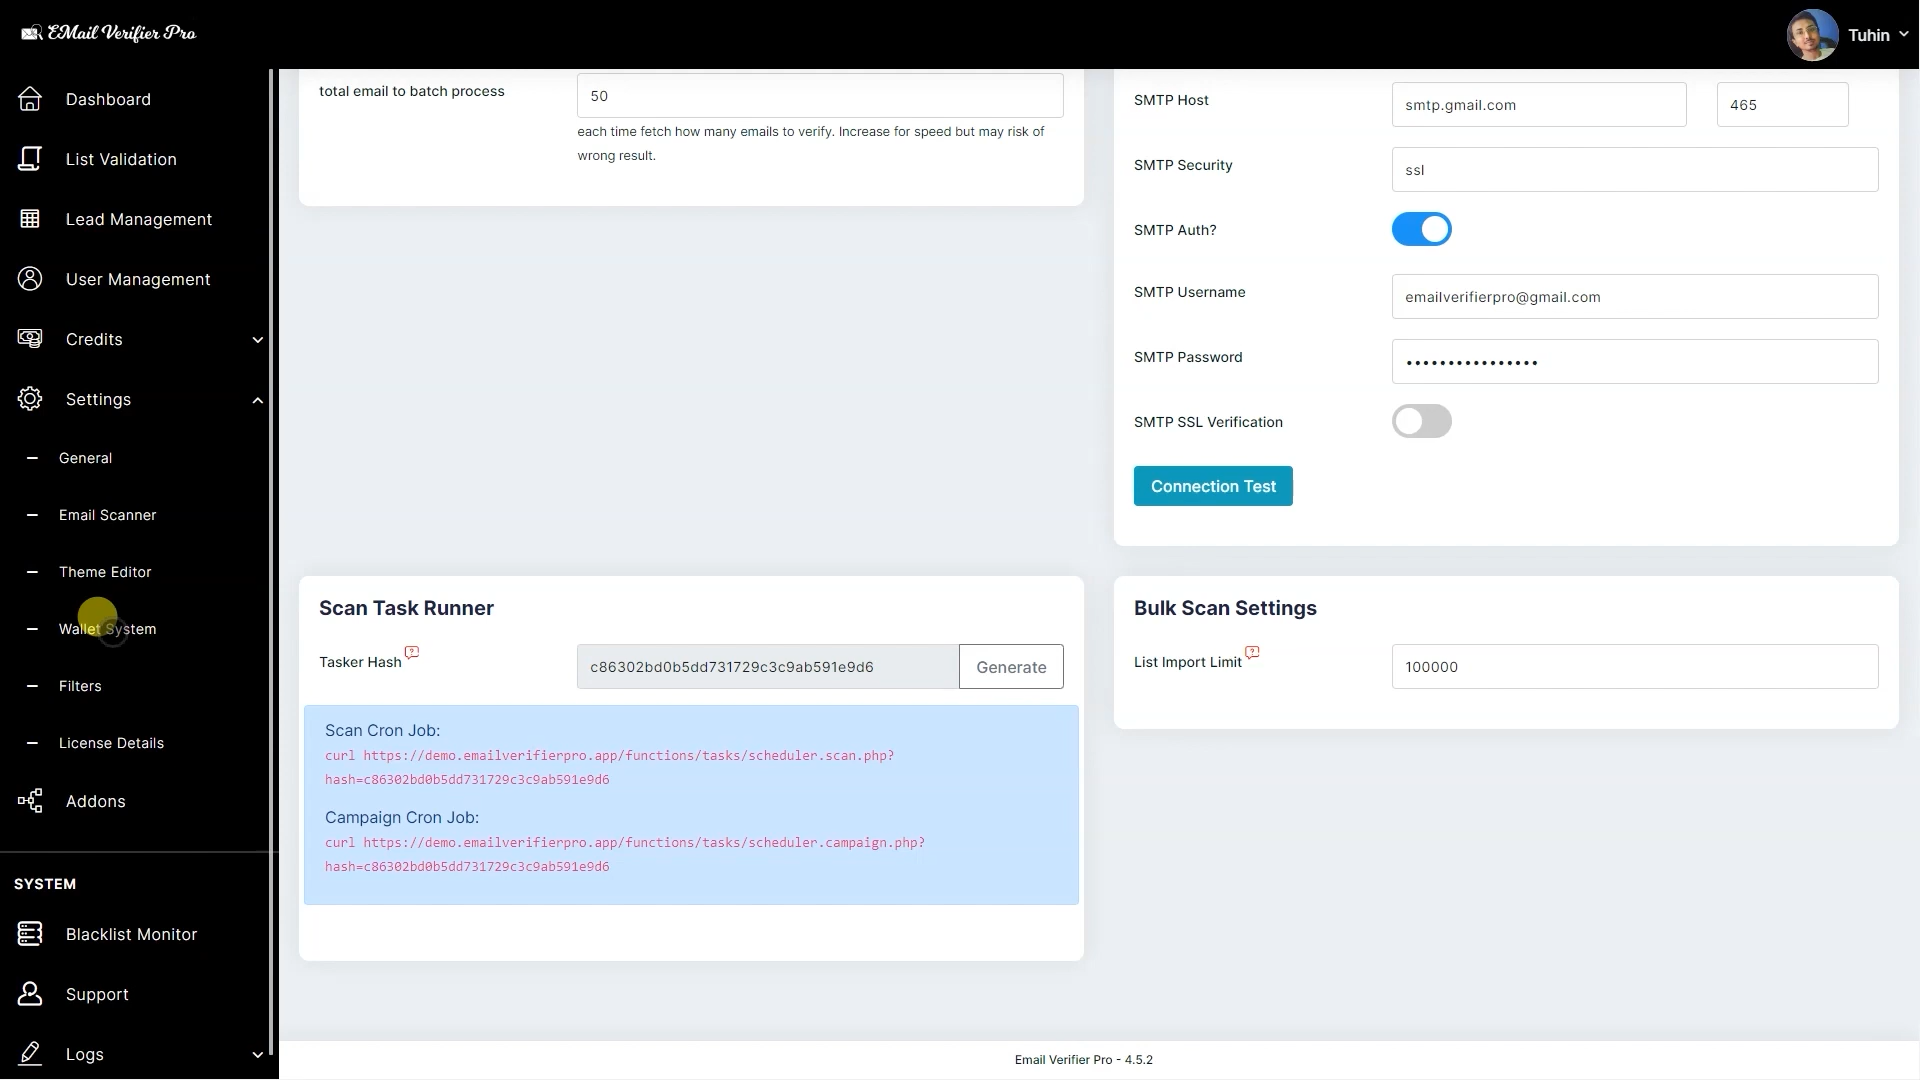 EMail Verifier Pro
Tuhin
Dashboard
List Validation
Lead Management
User Management
Credits
Settings
General
Email Scanner
Theme Editor
Wallet System
Filters
License Details
Addons
SYSTEM
Blacklist Monitor
Support
Logs
total email to batch process
50
each time fetch how many emails to verify. Increase for speed but may risk of
wrong result.
SMTP Host
smtp.gmail.com
465
SMTP Security
ssl
SMTP Auth?
SMTP Username
emailverifierpro@gmail.com
SMTP Password
••••••••••••••••
SMTP SSL Verification
Connection Test
Scan Task Runner
Tasker Hash
c86302bd0b5dd731729c3c9ab591e9d6
Generate
Scan Cron Job:
curl https://demo.emailverifierpro.app/functions/tasks/scheduler.scan.php?
hash=c86302bd0b5dd731729c3c9ab591e9d6
Campaign Cron Job:
curl https://demo.emailverifierpro.app/functions/tasks/scheduler.campaign.php?
hash=c86302bd0b5dd731729c3c9ab591e9d6
Bulk Scan Settings
List Import Limit
100000
Email Verifier Pro - 4.5.2